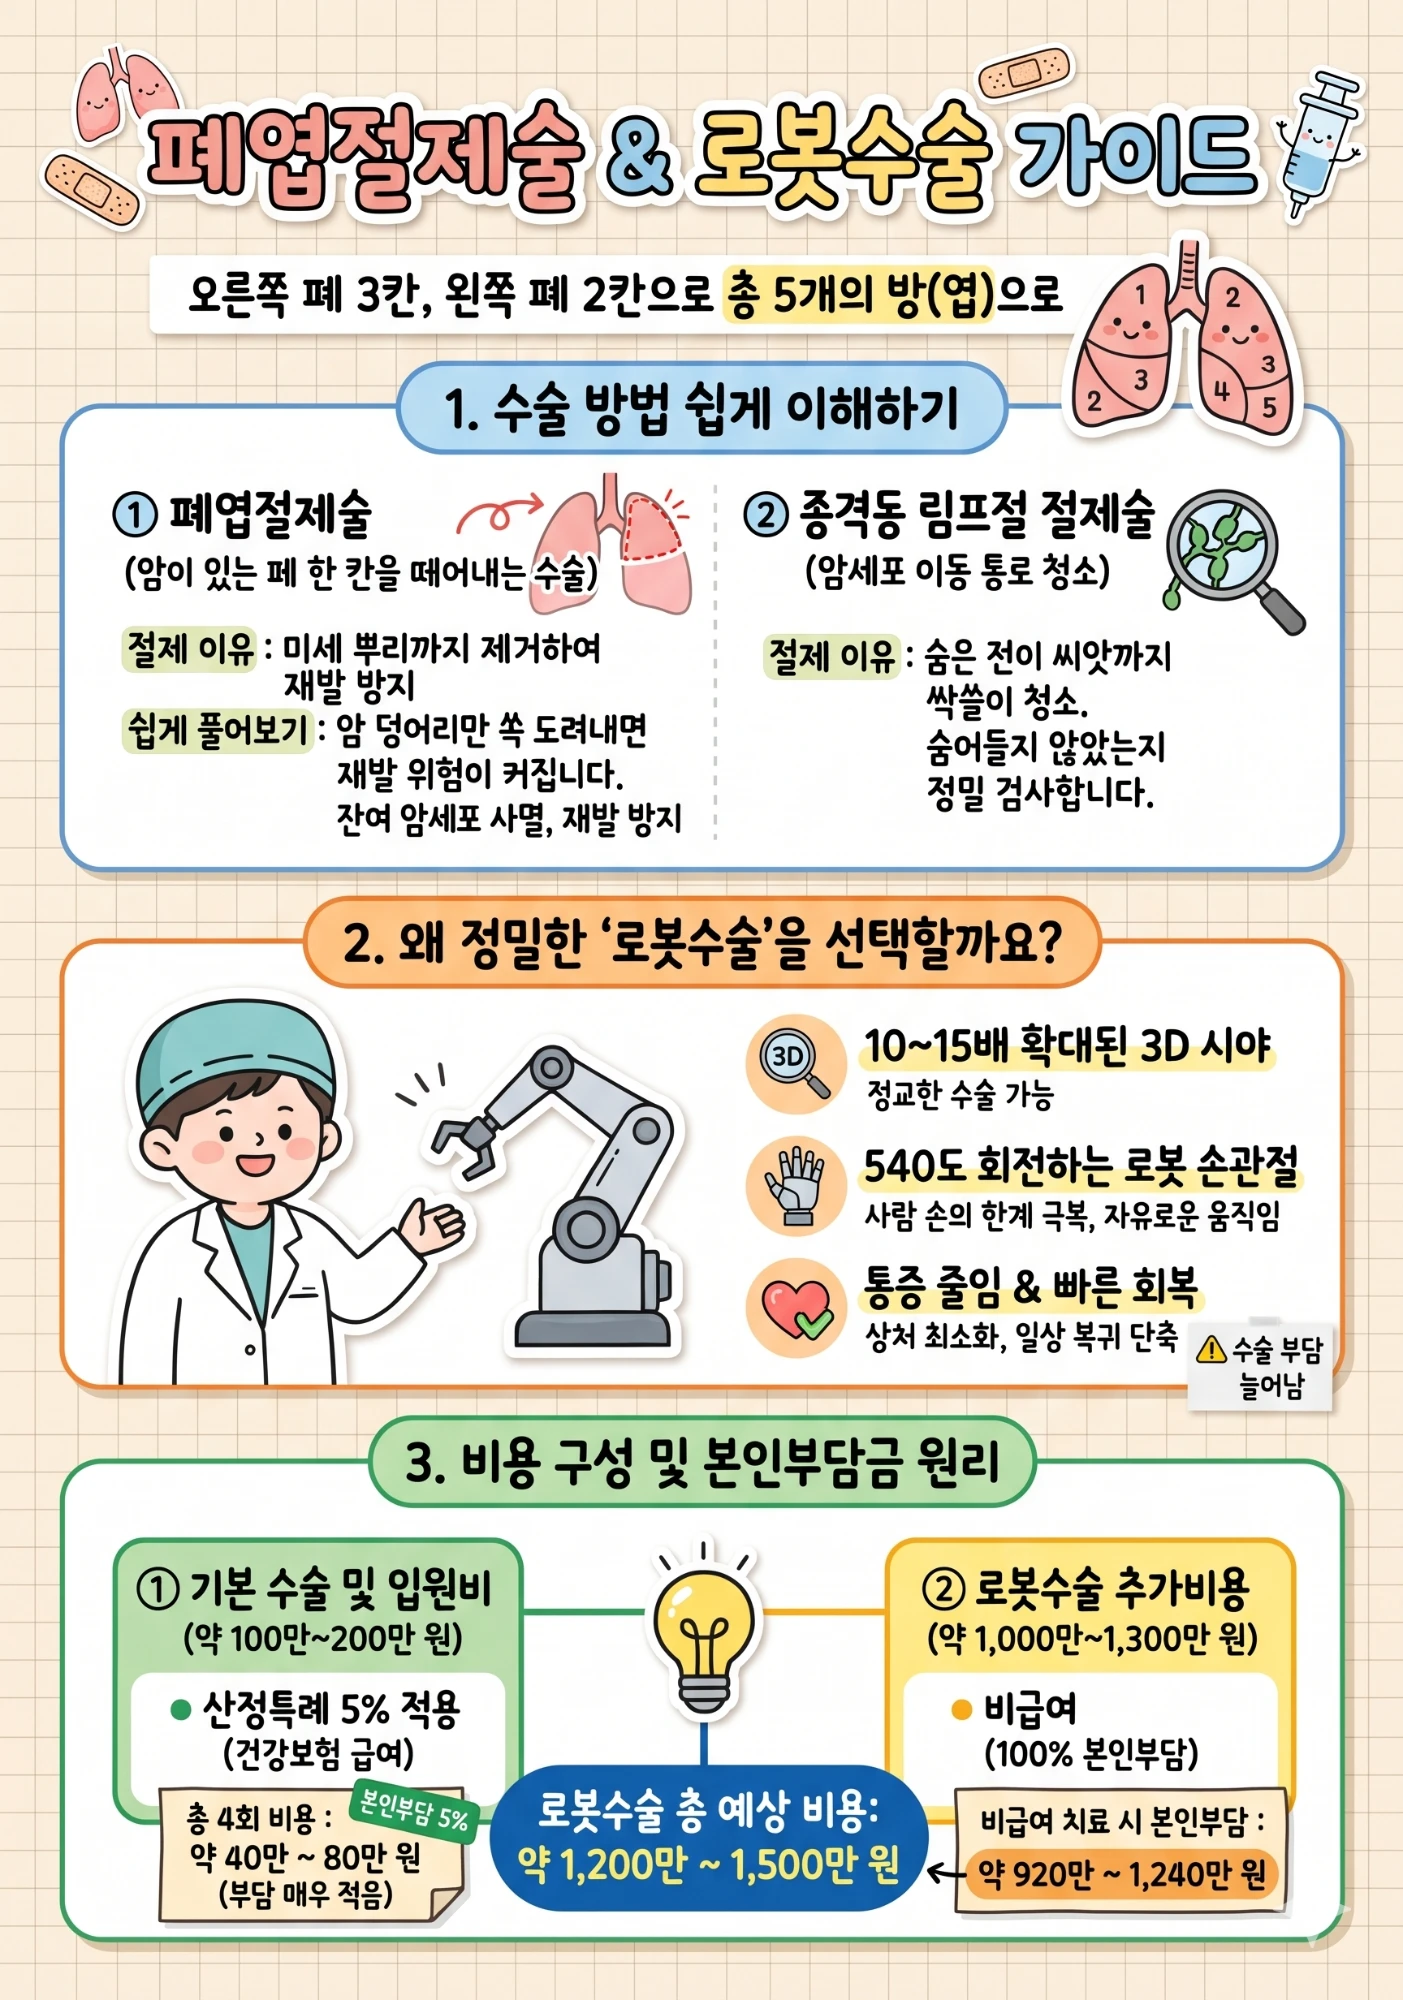 폐엽절제술 & 로봇수술 가이드
오른쪽 폐 3칸, 왼쪽 폐 2칸으로 총 5개의 방(엽)으로
1
2
3
2
3
4
5
1. 수술 방법 쉽게 이해하기
① 폐엽절제술
(암이 있는 폐 한 칸을 때어내는 수술)
절제 이유 : 미세 뿌리까지 제거하여
재발 방지
쉽게 풀어보기 : 암 덩어리만 쏙 도려내면
재발 위험이 커집니다.
잔여 암세포 사멸, 재발 방지
② 종격동 림프절 절제술
(암세포 이동 통로 청소)
절제 이유 : 숨은 전이 씨앗까지
싹쓸이 청소.
숨어들지 않았는지
정밀 검사합니다.
2. 왜 정밀한 ‘로봇수술’을 선택할까요?
3D
10~15배 확대된 3D 시야
정교한 수술 가능
540도 회전하는 로봇 손관절
사람 손의 한계 극복, 자유로운 움직임
통증 줄임 & 빠른 회복
상처 최소화, 일상 복귀 단축
수술 부담
늘어남
3. 비용 구성 및 본인부담금 원리
① 기본 수술 및 입원비
(약 100만~200만 원)
산정특례 5% 적용
(건강보험 급여)
본인부담 5%
총 4회 비용 :
약 40만 ~ 80만 원
(부담 매우 적음)
로봇수술 총 예상 비용:
약 1,200만 ~ 1,500만 원
② 로봇수술 추가비용
(약 1,000만~1,300만 원)
비급여
(100% 본인부담)
비급여 치료 시 본인부담 :
약 920만 ~ 1,240만 원